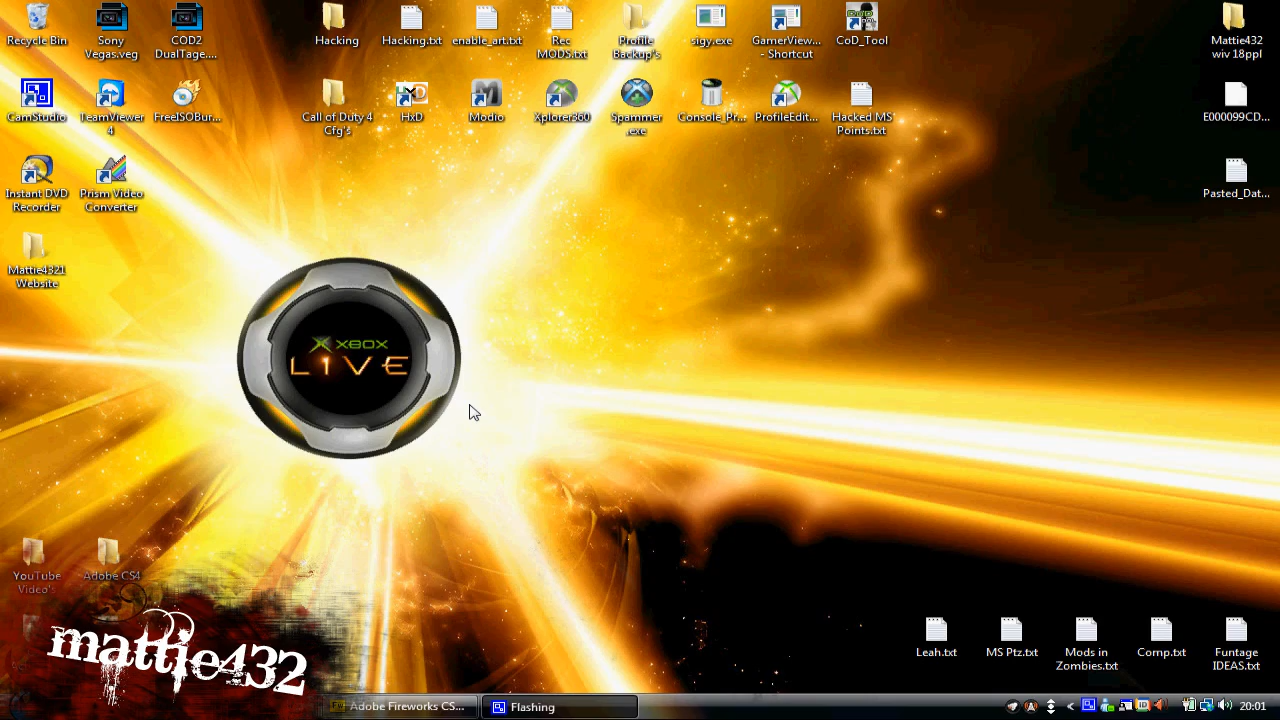 Recycle Bin
Sony
Vegas.veg
COD2
DualTage....
Hacking
Hacking.txt
enable_art.txt
Rec
MODS.txt
Profile
Backup's
sigy.exe
GamerView...
- Shortcut
CoD_Tool
Mattie432
wiv 18ppl
CamStudio
TeamViewer
4
FreeISOBur...
Call of Duty 4
Cfg's
HxD
Modio
Xplorer360
Spammer
.exe
Console_Pr...
ProfileEdit...
Hacked MS
Points.txt
E000099CD...
Instant DVD
Recorder
Prism Video
Converter
Pasted_Dat...
Mattie4321
Website
XBOX
LIVE
YouTube
Video's
Adobe CS4
mattie432
Leah.txt
MS Ptz.txt
Mods in
Zombies.txt
Comp.txt
Funtage
IDEAS.txt
Adobe Fireworks CS...
Flashing
20:01